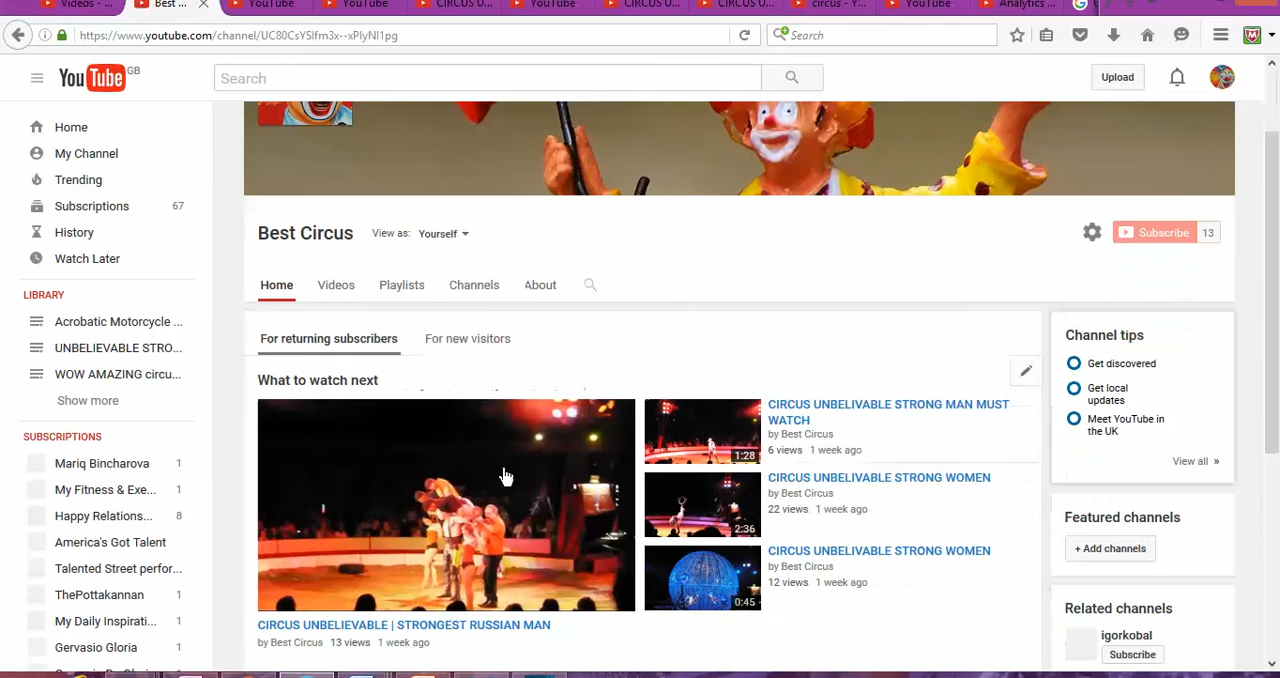 Videos -
Best ...
YouTube
YouTube
CIRCUS U...
YouTube
CIRCUS U...
CIRCUS U...
circus - Y...
YouTube
Analytics
https://www.youtube.com/channel/UC80CsYSlfm3x--xPlyNl1pg
Search
YouTube GB
Search
Upload
Home
My Channel
Trending
Subscriptions 67
History
Watch Later
LIBRARY
Acrobatic Motorcycle ...
UNBELIEVABLE STRO...
WOW AMAZING circu...
Show more
SUBSCRIPTIONS
Mariq Bincharova 1
My Fitness & Exe... 1
Happy Relations... 8
America's Got Talent
Talented Street perfor...
ThePottakannan 1
My Daily Inspirati... 1
Gervasio Gloria 1
Best Circus View as: Yourself
Subscribe 13
Home Videos Playlists Channels About
For returning subscribers For new visitors
What to watch next
CIRCUS UNBELIEVABLE | STRONGEST RUSSIAN MAN
by Best Circus 13 views 1 week ago
1:28
CIRCUS UNBELIVABLE STRONG MAN MUST
WATCH
by Best Circus
6 views 1 week ago
2:36
CIRCUS UNBELIVABLE STRONG WOMEN
by Best Circus
22 views 1 week ago
0:45
CIRCUS UNBELIVABLE STRONG WOMEN
by Best Circus
12 views 1 week ago
Channel tips
Get discovered
Get local
updates
Meet YouTube in
the UK
View all »
Featured channels
+ Add channels
Related channels
igorkobal
Subscribe